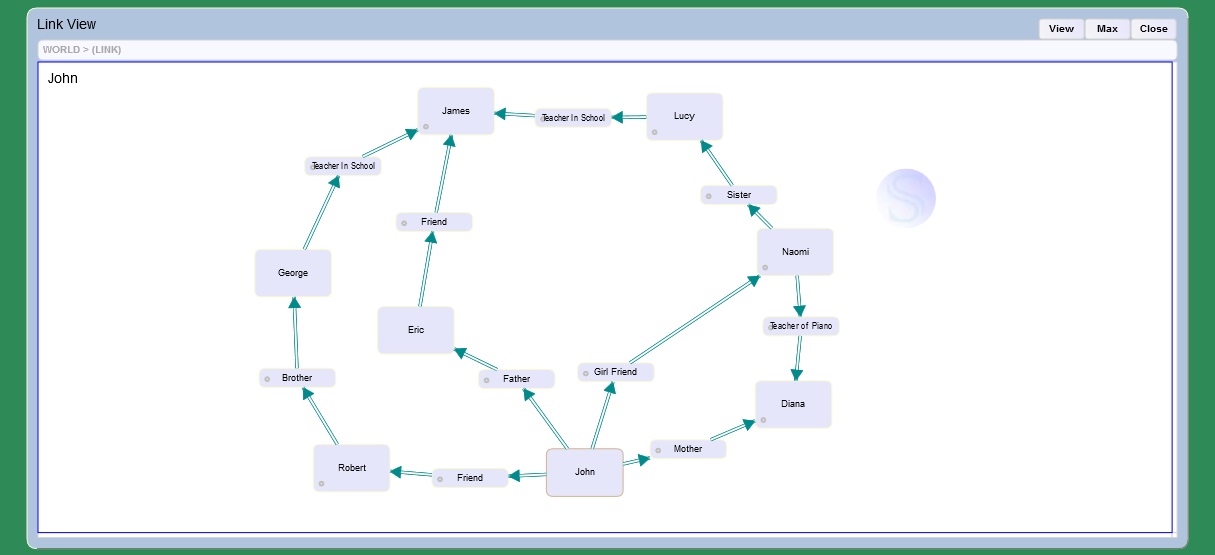 Link View
View Max Close
WORLD > (LINK)
John
James
Teacher In School
Lucy
Teacher In School
Sister
Friend
Naomi
George
Teacher of Piano
Eric
Girl Friend
Brother
Father
Diana
Mother
Robert
John
Friend
S